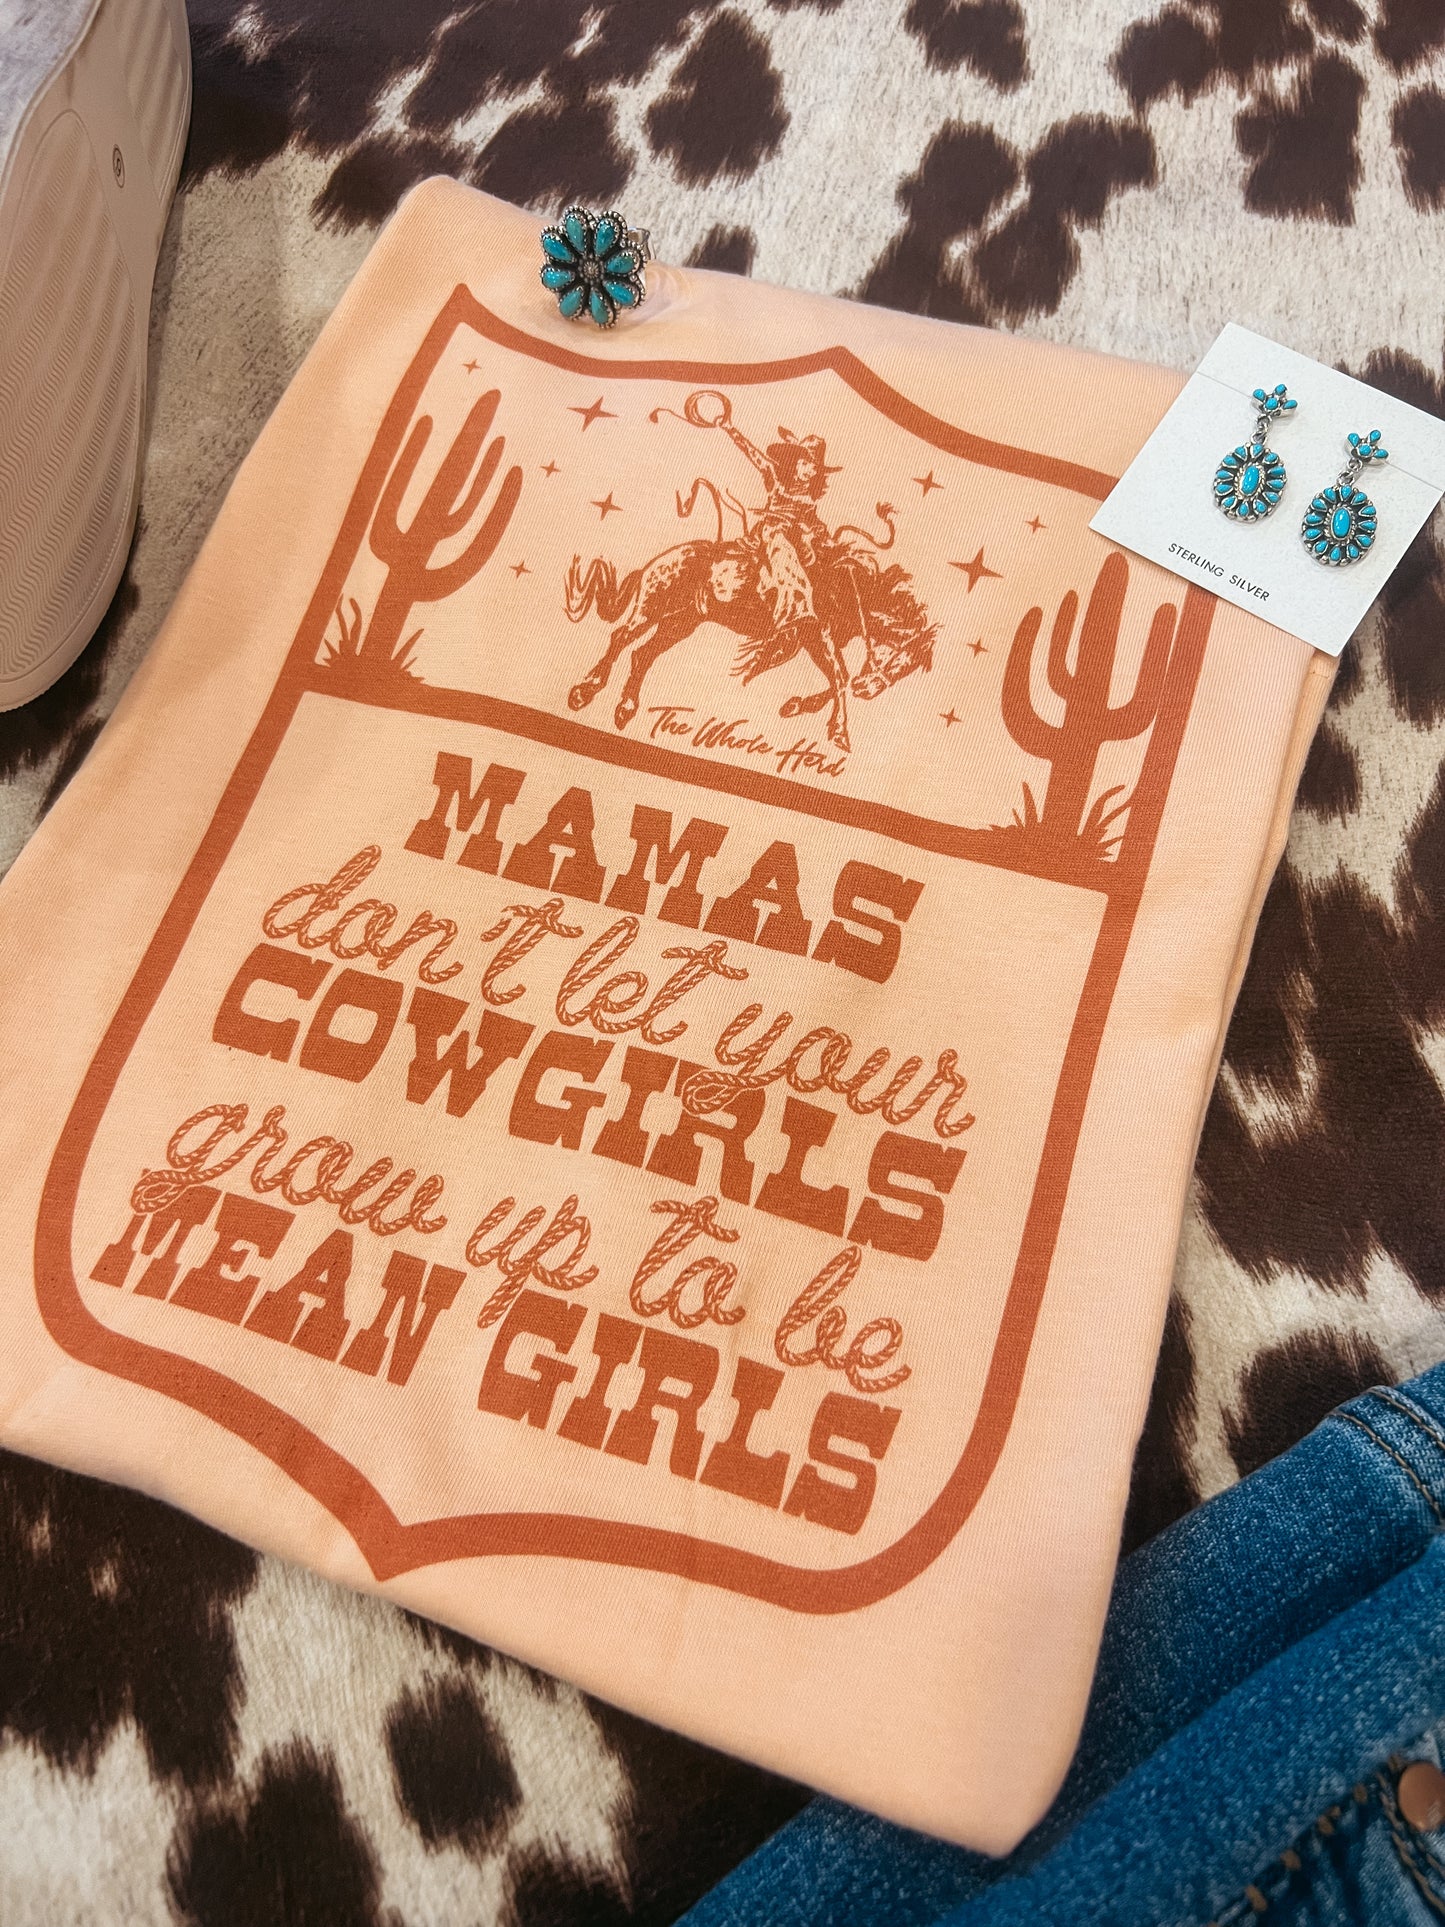 STERLING SILVER
The Whole Herd
MAMAS
don't let your
COWGIRLS
grow up to be
MEAN GIRLS